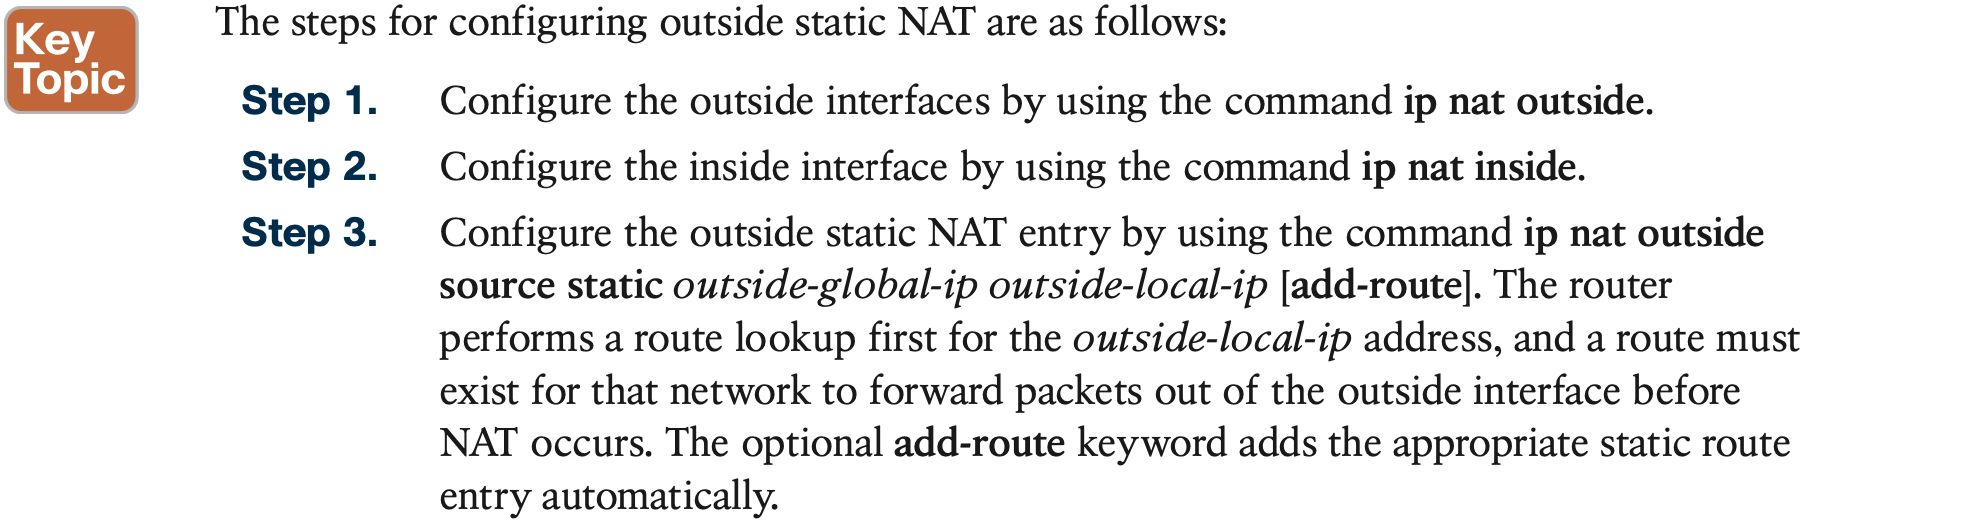 Key
Topic
The steps for configuring outside static NAT are as follows:
Step 1. Configure the outside interfaces by using the command ip nat outside.
Step 2. Configure the inside interface by using the command ip nat inside.
Step 3. Configure the outside static NAT entry by using the command ip nat outside
source static outside-global-ip outside-local-ip [add-route]. The router
performs a route lookup first for the outside-local-ip address, and a route must
exist for that network to forward packets out of the outside interface before
NAT occurs. The optional add-route keyword adds the appropriate static route
entry automatically.